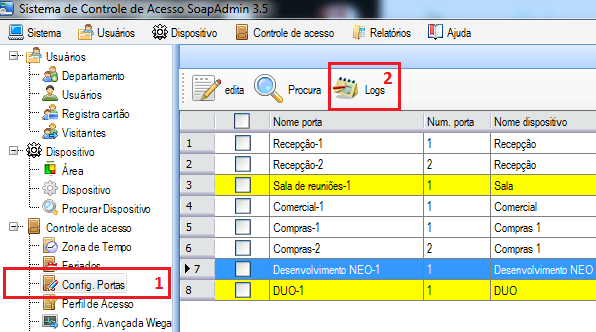 Sistema de Controle de Acesso SoapAdmin 3.5
Sistema Usuários Dispositivo Controle de acesso Relatórios Ajuda
Usuários
Departamento
Usuários
Registra cartão
Visitantes
Dispositivo
Área
Dispositivo
Procurar Dispositivo
Controle de acesso
Zona de Tempo
Feriados
Config. Portas 1
Perfil de Acesso
Config. Avançada Wiega
edita Procura Logs 2
Nome porta Num. porta Nome dispositivo
1 Recepção-1 1 Recepção
2 Recepção-2 2 Recepção
3 Sala de reuniões-1 1 Sala
4 Comercial-1 1 Comercial
5 Compras-1 1 Compras 1
6 Compras-2 2 Compras 1
7 Desenvolvimento NEO-1 1 Desenvolvimento NEO
8 DUO-1 1 DUO